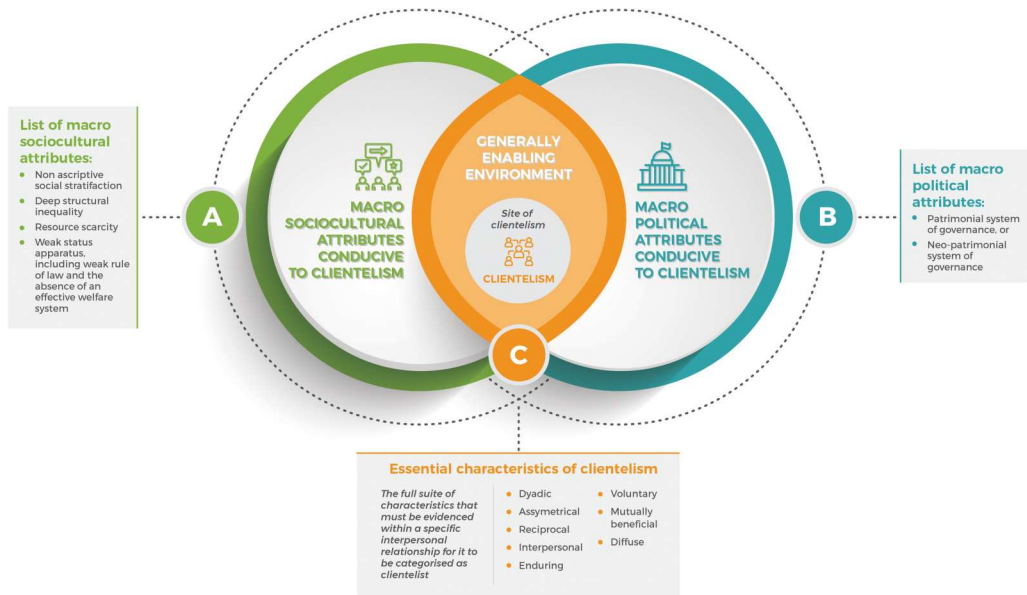 List of macro
sociocultural
attributes:
Non ascriptive
social stratifaction
Deep structural
inequality
Resource scarcity
Weak status
apparatus,
including weak rule
of law and the
absence of an
effective welfare
system
A
MACRO
SOCIOCULTURAL
ATTRIBUTES
CONDUCIVE
TO CLIENTELISM
GENERALLY
ENABLING
ENVIRONMENT
Site of
clientelism
CLIENTELISM
C
MACRO
POLITICAL
ATTRIBUTES
CONDUCIVE
TO CLIENTELISM
B
List of macro
political
attributes:
Patrimonial system
of governance, or
Neo-patrimonial
system of
governance
Essential characteristics of clientelism
The full suite of
characteristics that
must be evidenced
within a specific
interpersonal
relationship for it to
be categorised as
clientelist
Dyadic
Assymetrical
Reciprocal
Interpersonal
Enduring
Voluntary
Mutually
beneficial
Diffuse